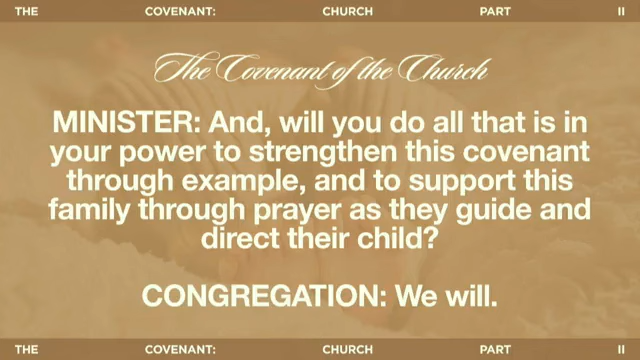 THE COVENANT: CHURCH PART II
The Covenant of the Church
MINISTER: And, will you do all that is in
your power to strengthen this covenant
through example, and to support this
family through prayer as they guide and
direct their child?
CONGREGATION: We will.
THE COVENANT: CHURCH PART II